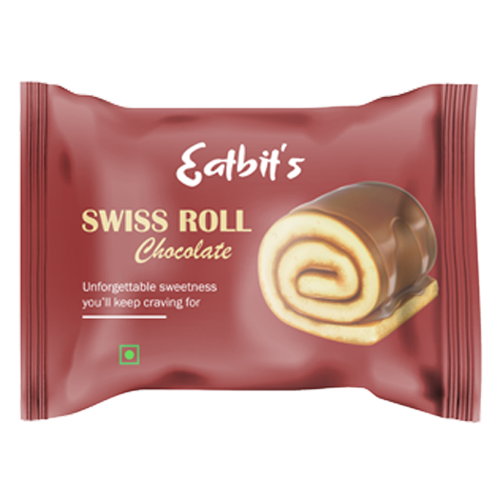 Eatbit's
SWISS ROLL
Chocolate
Unforgettable sweetness
you'll keep craving for